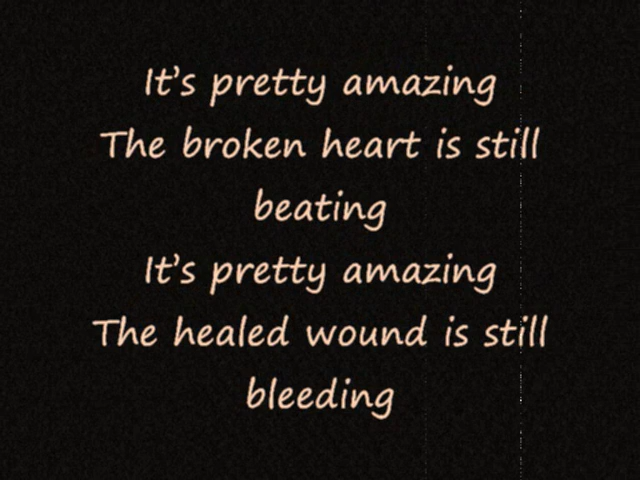 It’s pretty amazing
The broken heart is still
beating
It’s pretty amazing
The healed wound is still
bleeding